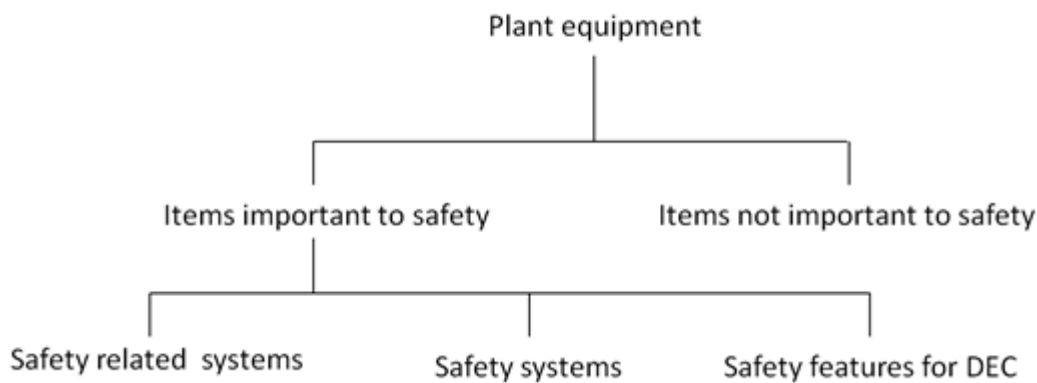 Plant equipment
Items important to safety
Items not important to safety
Safety related systems
Safety systems
Safety features for DEC